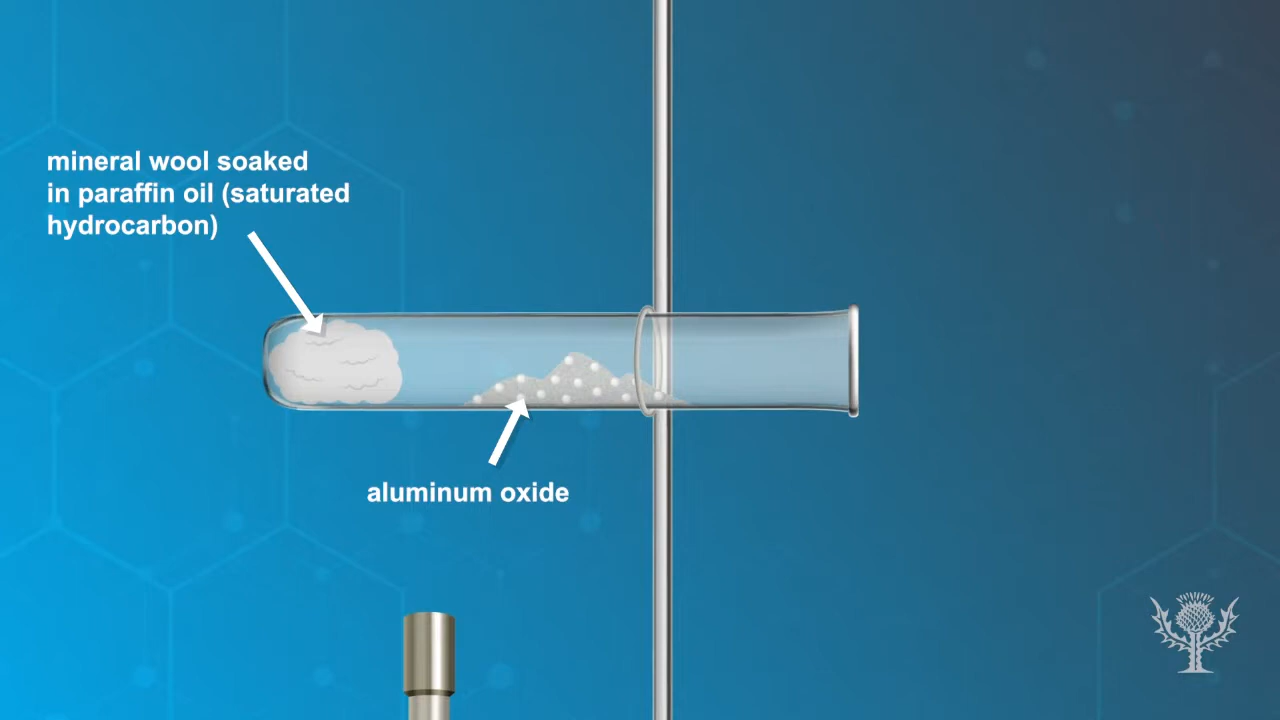 mineral wool soaked
in paraffin oil (saturated
hydrocarbon)
aluminum oxide